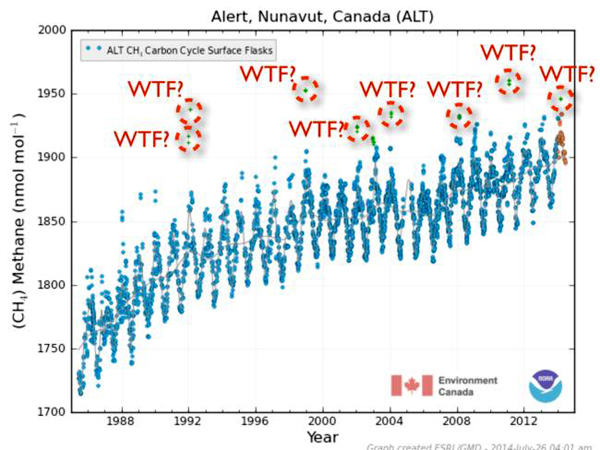 Alert, Nunavut, Canada (ALT)
2000
ALT CH₄ Carbon Cycle Surface Flasks
WTF?
WTF?
WTF?
WTF?
WTF?
WTF?
WTF?
WTF?
1950
1900
1850
1800
1750
1700
(CH₄) Methane (nmol mol⁻¹)
Environment
Canada
NOAA
1988
1992
1996
2000
2004
2008
2012
Year
Graph created ESRL/GMD - 2014-July-26 04:01 am